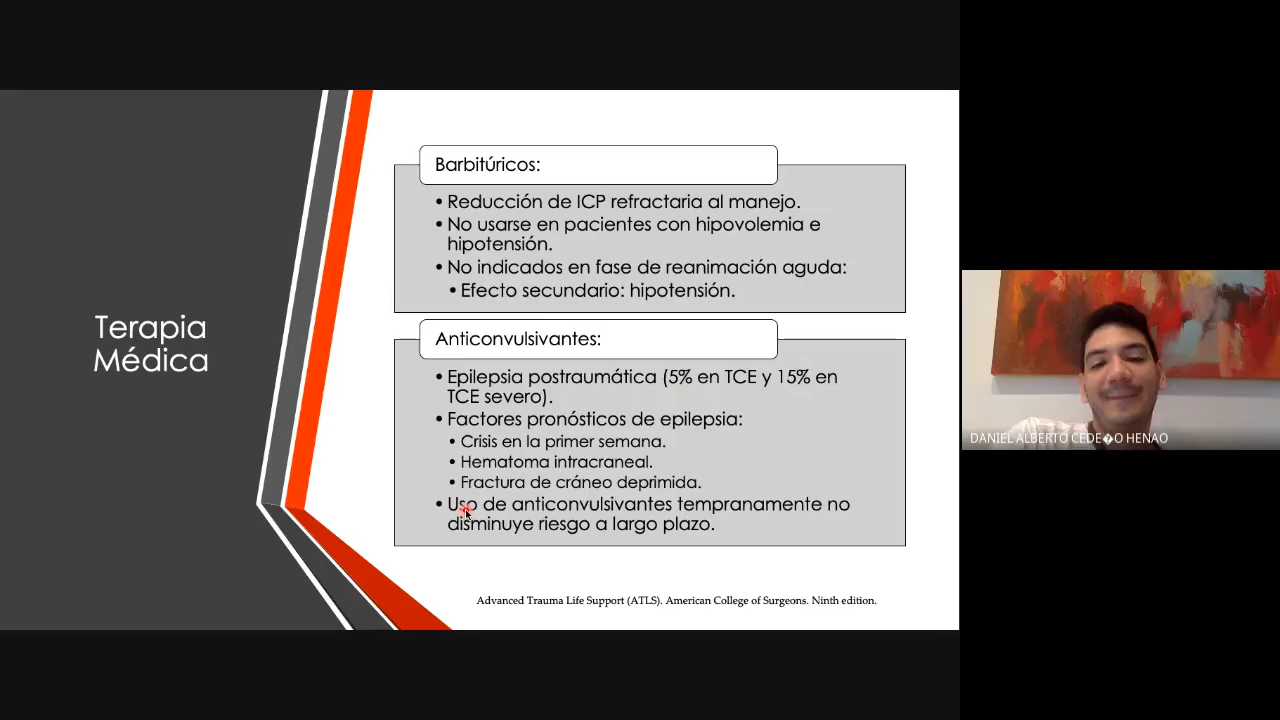 Terapia
Médica
Barbitúricos:
• Reducción de ICP refractaria al manejo.
• No usarse en pacientes con hipovolemia e
hipotensión.
• No indicados en fase de reanimación aguda:
• Efecto secundario: hipotensión.
Anticonvulsivantes:
• Epilepsia postraumática (5% en TCE y 15% en
TCE severo).
• Factores pronósticos de epilepsia:
• Crisis en la primer semana.
• Hematoma intracraneal.
• Fractura de cráneo deprimida.
• Uso de anticonvulsivantes tempranamente no
disminuye riesgo a largo plazo.
Advanced Trauma Life Support (ATLS). American College of Surgeons. Ninth edition.
DANIEL ALBERTO CEDE�O HENAO